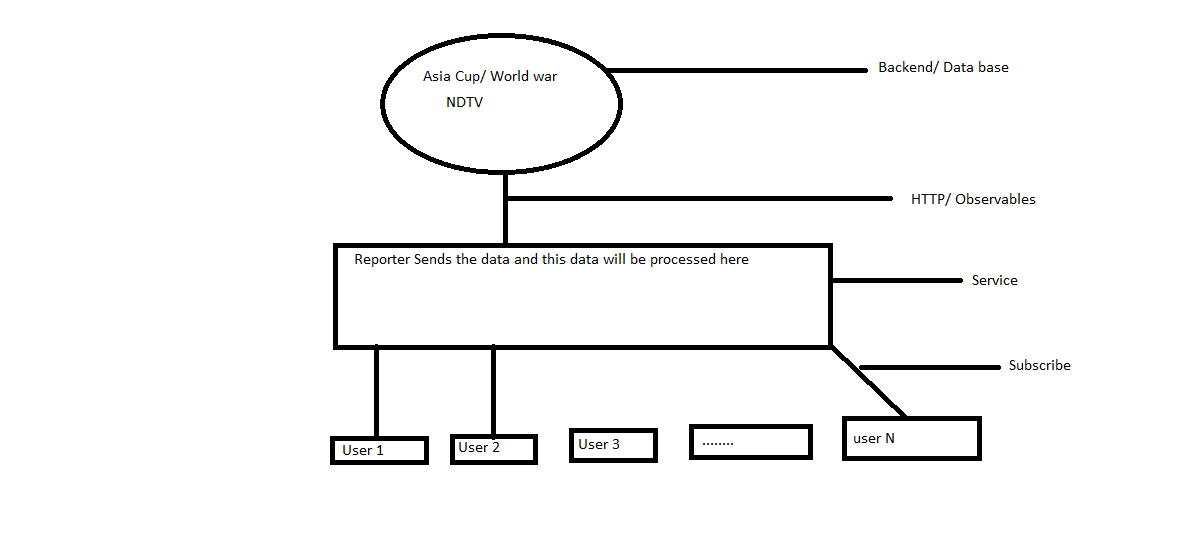 Asia Cup/ World war
NDTV
Backend/ Data base
HTTP/ Observables
Reporter Sends the data and this data will be processed here
Service
Subscribe
User 1
User 2
User 3
........
user N